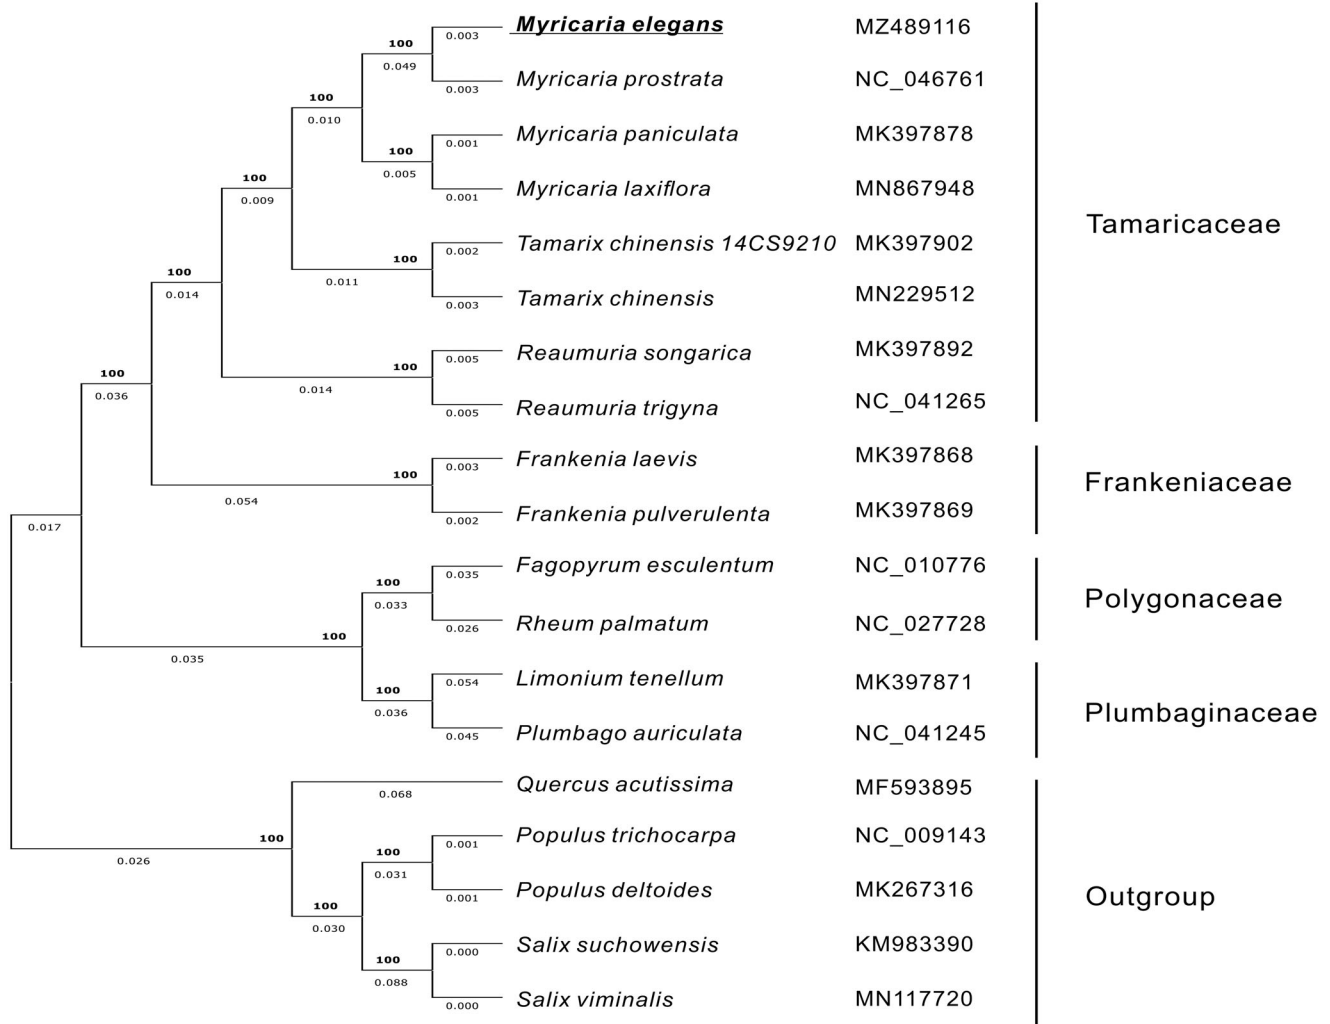 Myricaria elegans MZ489116
0.003
100
0.049
Myricaria prostrata NC_046761
0.003
100
0.010
Myricaria paniculata MK397878
0.001
100
0.005
Myricaria laxiflora MN867948
0.001
100
0.009
Tamaricaceae
Tamarix chinensis 14CS9210 MK397902
0.002
100
0.011
100
0.014
Tamarix chinensis MN229512
0.003
Reaumuria songarica MK397892
0.005
100
0.014
100
0.036
Reaumuria trigyna NC_041265
0.005
Frankenia laevis MK397868
0.003
100
0.054
Frankeniaceae
Frankenia pulverulenta MK397869
0.002
0.017
Fagopyrum esculentum NC_010776
0.035
100
0.033
Polygonaceae
Rheum palmatum NC_027728
0.026
100
0.035
Limonium tenellum MK397871
0.054
100
0.036
Plumbaginaceae
Plumbago auriculata NC_041245
0.045
Quercus acutissima MF593895
0.068
100
0.026
Populus trichocarpa NC_009143
0.001
100
0.031
Populus deltoides MK267316
0.001
Outgroup
100
0.030
Salix suchowensis KM983390
0.000
100
0.088
Salix viminalis MN117720
0.000